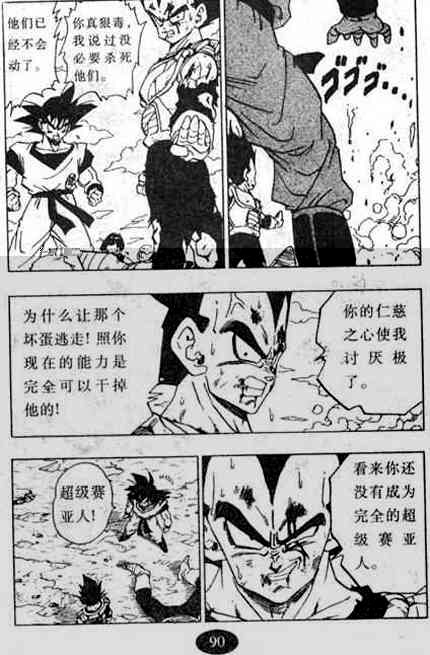 他们已
经不会
动了。
你真狠毒，
我说过没
必要杀死
他们。
ゴゴゴ…
为什么让那个
坏蛋逃走！照你
现在的能力是
完全可以干掉
他的！
你的仁慈
之心使我
讨厌极
了。
超级赛
亚人！
看来你还
没有成为
完全的超
级赛亚
人。
90